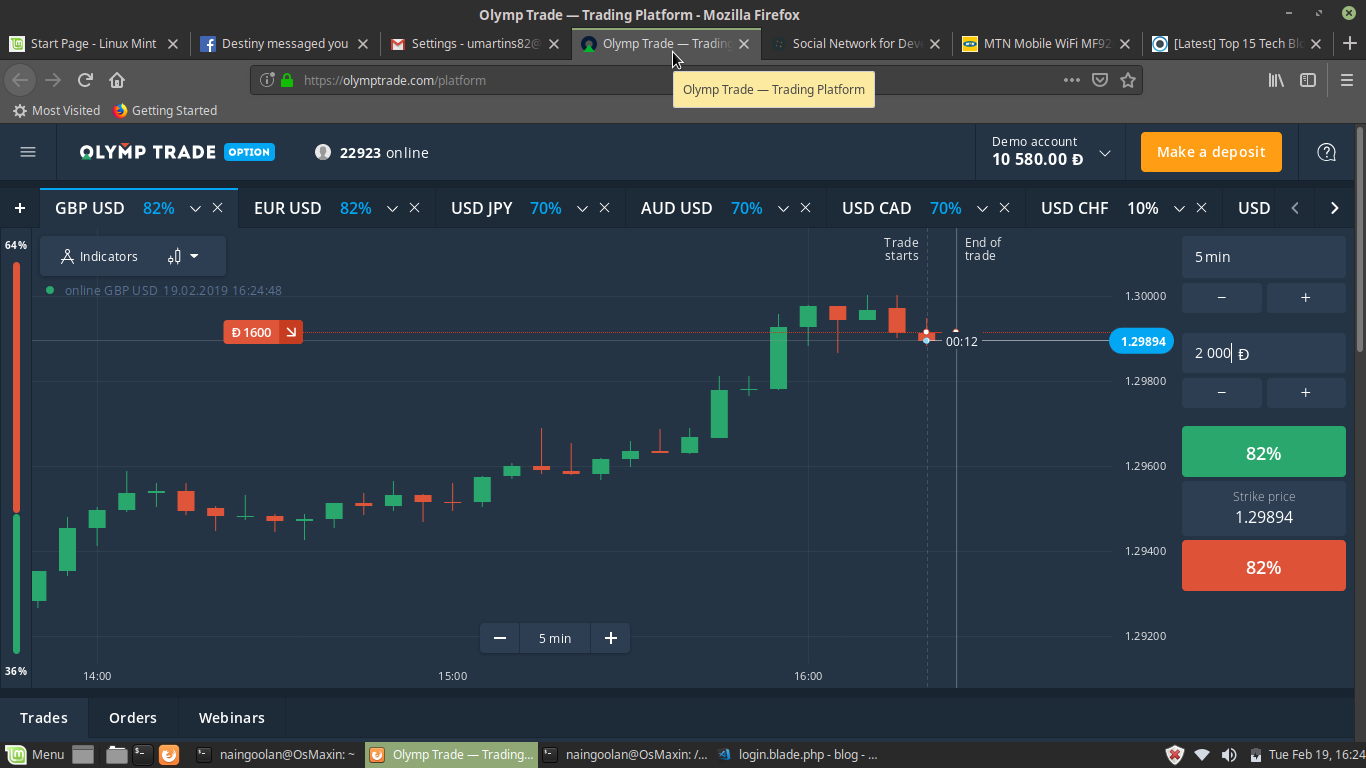 Olymp Trade — Trading Platform - Mozilla Firefox
Start Page - Linux Mint
Destiny messaged you
Settings - umartins82@
Olymp Trade — Trading
Social Network for Dev
MTN Mobile WiFi MF92
[Latest] Top 15 Tech Blo
https://olymptrade.com/platform
Olymp Trade — Trading Platform
Most Visited
Getting Started
OLYMP TRADE OPTION
22923 online
Demo account
10 580.00 Ð
Make a deposit
GBP USD 82%
EUR USD 82%
USD JPY 70%
AUD USD 70%
USD CAD 70%
USD CHF 10%
USD
64%
Indicators
Trade starts
End of trade
online GBP USD 19.02.2019 16:24:48
Ð 1600
00:12
1.30000
1.29894
1.29800
1.29600
1.29400
1.29200
5 min
2 000 Ð
82%
Strike price
1.29894
82%
5 min
36%
14:00
15:00
16:00
Trades
Orders
Webinars
Menu
naingoolan@OsMaxin: ~
Olymp Trade — Trading...
naingoolan@OsMaxin: /...
login.blade.php - blog - ...
Tue Feb 19, 16:24